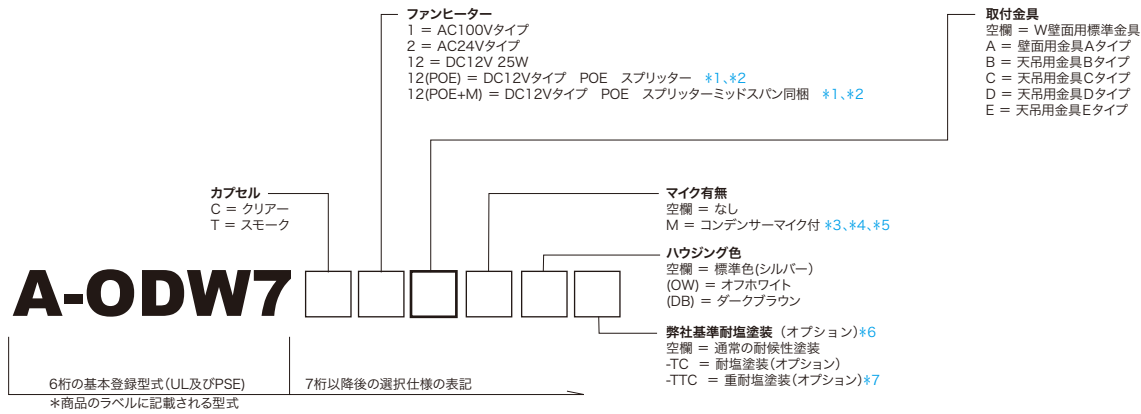 ファンヒーター
1 = AC100Vタイプ
2 = AC24Vタイプ
12 = DC12V 25W
12(POE) = DC12Vタイプ　POE　スプリッター　*1、*2
12(POE+M) = DC12Vタイプ　POE　スプリッターミッドスパン同梱　*1、*2
取付金具
空欄 = W壁面用標準金具
A = 壁面用金具Aタイプ
B = 天吊用金具Bタイプ
C = 天吊用金具Cタイプ
D = 天吊用金具Dタイプ
E = 天吊用金具Eタイプ
カプセル
C = クリアー
T = スモーク
マイク有無
空欄 = なし
M = コンデンサーマイク付 *3、*4、*5
ハウジング色
空欄 = 標準色(シルバー)
(OW) = オフホワイト
(DB) = ダークブラウン
A-ODW7
弊社基準耐塩塗装（オプション)*6
空欄 = 通常の耐候性塗装
-TC = 耐塩塗装(オプション)
-TTC = 重耐塩塗装(オプション)*7
6桁の基本登録型式(UL及びPSE)
7桁以降後の選択仕様の表記
*商品のラベルに記載される型式